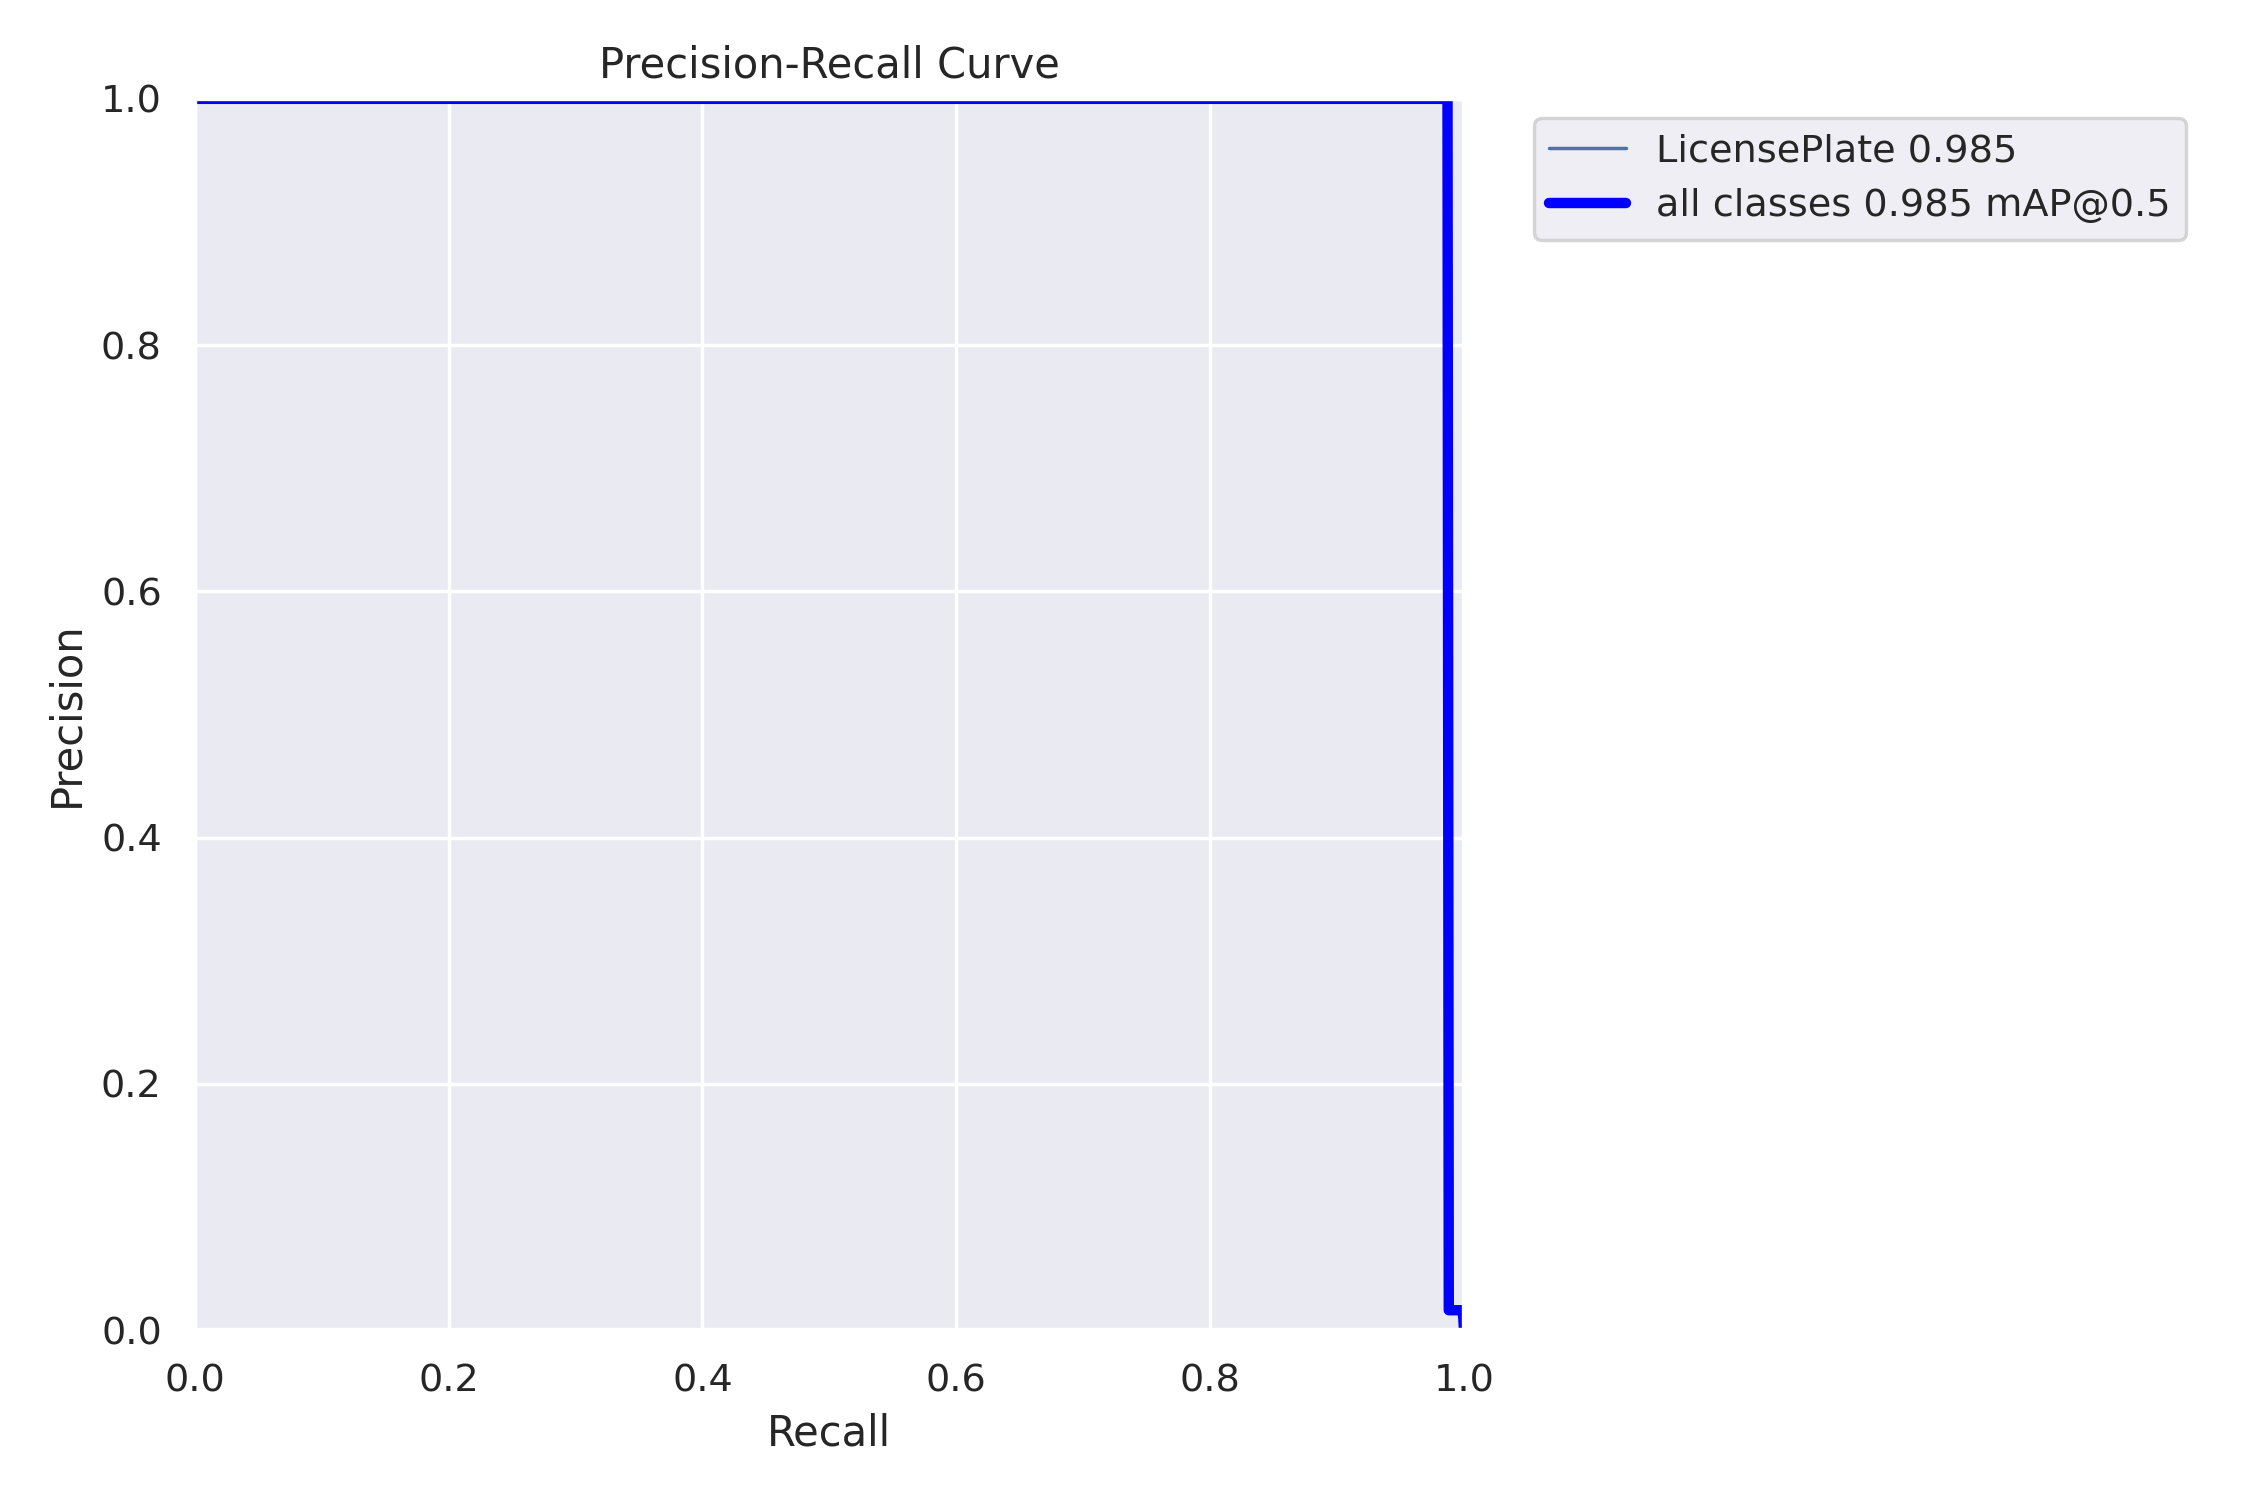 Precision-Recall Curve
1.0
0.8
0.6
0.4
0.2
0.0
Precision
0.0 0.2 0.4 0.6 0.8 1.0
Recall
LicensePlate 0.985
all classes 0.985 mAP@0.5